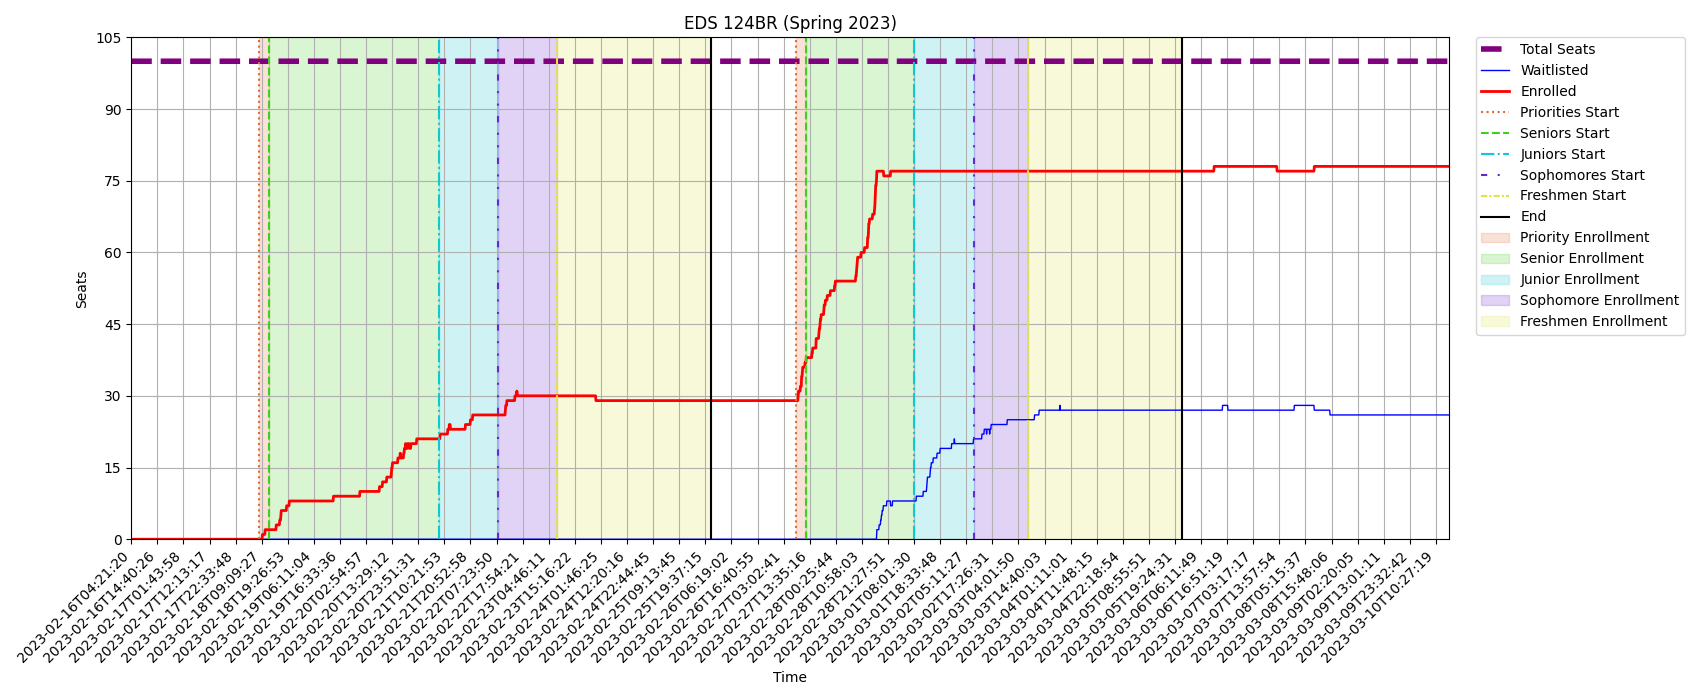 EDS 124BR (Spring 2023)
105
90
75
60
45
30
15
0
Seats
2023-02-16T04:21:20
2023-02-16T14:40:26
2023-02-17T01:43:58
2023-02-17T12:13:17
2023-02-17T22:33:48
2023-02-18T09:09:27
2023-02-18T19:26:53
2023-02-19T06:11:04
2023-02-19T16:33:36
2023-02-20T02:54:57
2023-02-20T13:29:12
2023-02-20T23:51:31
2023-02-21T10:21:53
2023-02-21T20:52:58
2023-02-22T07:23:50
2023-02-22T17:54:21
2023-02-23T04:46:11
2023-02-23T15:16:22
2023-02-24T01:46:25
2023-02-24T12:20:16
2023-02-24T22:44:45
2023-02-25T09:13:45
2023-02-25T19:37:15
2023-02-26T06:19:02
2023-02-26T16:40:55
2023-02-27T03:02:41
2023-02-27T13:35:16
2023-02-28T00:25:44
2023-02-28T10:58:03
2023-02-28T21:27:51
2023-03-01T08:01:30
2023-03-01T18:33:48
2023-03-02T05:11:27
2023-03-02T17:26:31
2023-03-03T04:01:50
2023-03-03T14:40:03
2023-03-04T01:11:01
2023-03-04T11:48:15
2023-03-04T22:18:54
2023-03-05T08:55:51
2023-03-05T19:24:31
2023-03-06T06:11:49
2023-03-06T16:51:19
2023-03-07T03:17:17
2023-03-07T13:57:54
2023-03-08T05:15:37
2023-03-08T15:48:06
2023-03-09T02:20:05
2023-03-09T13:01:11
2023-03-09T23:32:42
2023-03-10T10:27:19
Time
Total Seats
Waitlisted
Enrolled
Priorities Start
Seniors Start
Juniors Start
Sophomores Start
Freshmen Start
End
Priority Enrollment
Senior Enrollment
Junior Enrollment
Sophomore Enrollment
Freshmen Enrollment